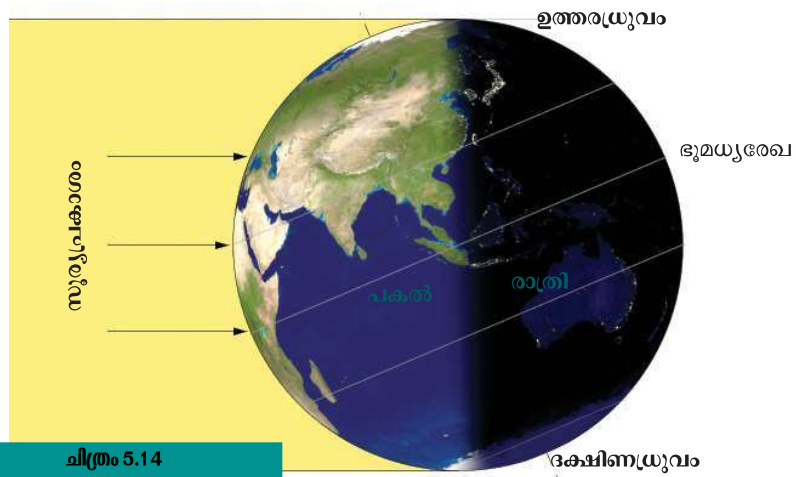 ഉത്തരധ്രുവം
ഭൂമധ്യരേഖ
സൂര്യപ്രകാശം
പകൽ
രാത്രി
ദക്ഷിണധ്രുവം
ചിത്രം 5.14